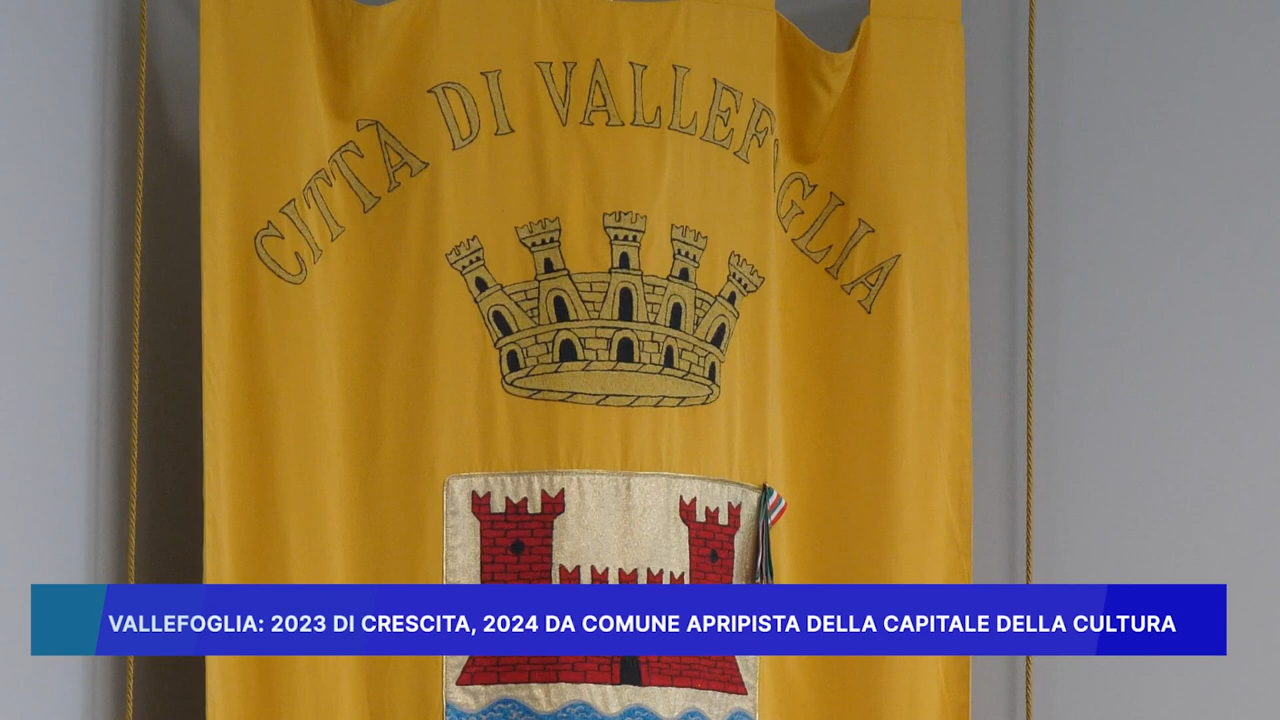 CITTÀ DI VALLEFOGLIA
VALLEFOGLIA: 2023 DI CRESCITA, 2024 DA COMUNE APRIPISTA DELLA CAPITALE DELLA CULTURA